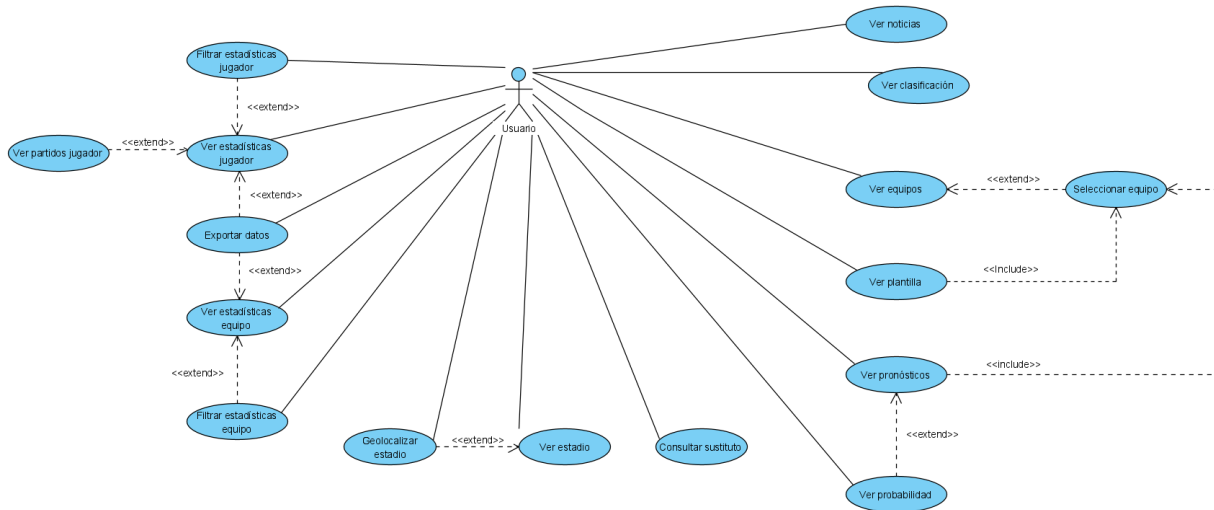 Ver noticias
Filtrar estadísticas
jugador
Ver clasificación
<<extend>>
Usuario
Ver partidos jugador
<<extend>>
Ver estadísticas
jugador
Ver equipos
<<extend>>
Seleccionar equipo
<<extend>>
Exportar datos
<<extend>>
Ver plantilla
<<Include>>
Ver estadísticas
equipo
<<extend>>
Ver pronósticos
<<include>>
Filtrar estadísticas
equipo
<<extend>>
Geolocalizar
estadio
<<extend>>
Ver estadio
Consultar sustituto
Ver probabilidad